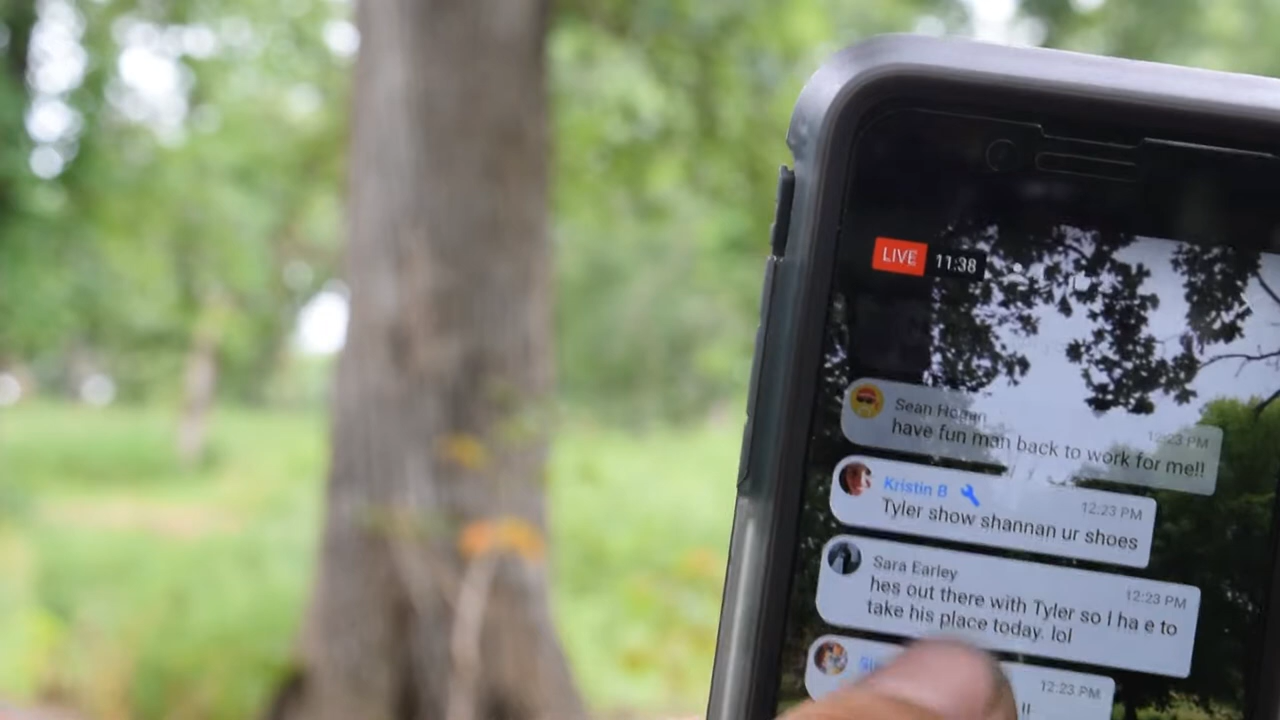 LIVE 11:38
Sean Hogan
12:23 PM
have fun man back to work for me!!
Kristin B
12:23 PM
Tyler show shannan ur shoes
Sara Earley
12:23 PM
hes out there with Tyler so I ha e to
take his place today. lol
12:23 PM
!!